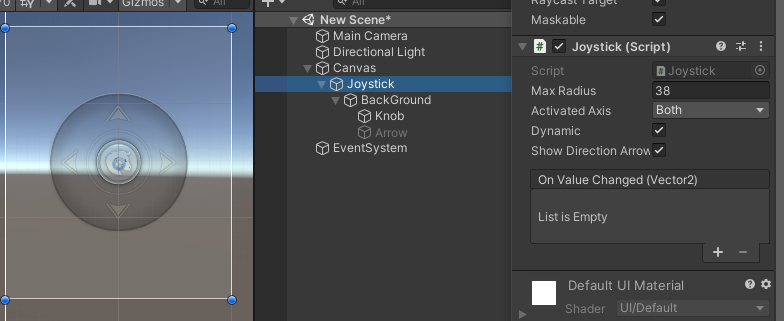 Gizmos
All
All
New Scene*
Main Camera
Directional Light
Canvas
Joystick
BackGround
Knob
Arrow
EventSystem
Raycast Target
Maskable
# Joystick (Script)
Script Joystick
Max Radius 38
Activated Axis Both
Dynamic
Show Direction Arrow
On Value Changed (Vector2)
List is Empty
+ −
Default UI Material
Shader UI/Default